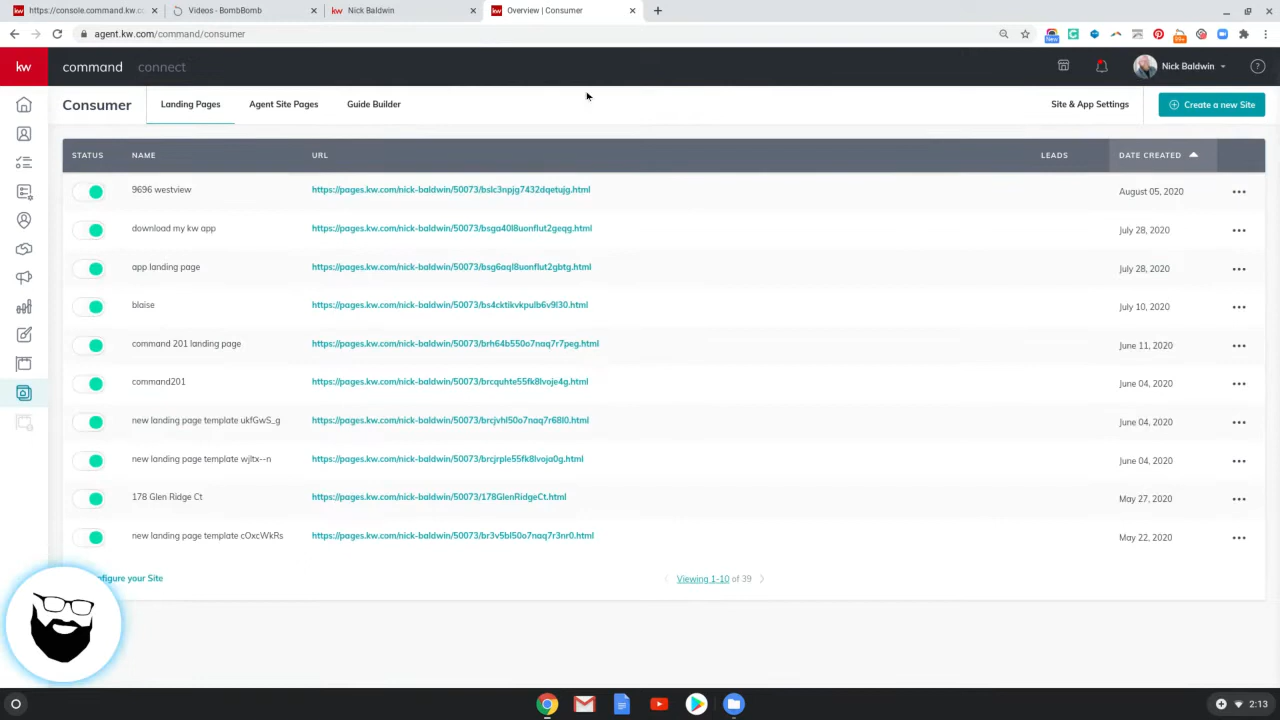 https://console.command.kw.c
Videos - BombBomb
kw Nick Baldwin
Overview | Consumer
agent.kw.com/command/consumer
New
99+
kw command connect
Nick Baldwin
Consumer
Landing Pages
Agent Site Pages
Guide Builder
Site & App Settings
Create a new Site
STATUS NAME URL LEADS DATE CREATED
9696 westview https://pages.kw.com/nick-baldwin/50073/bslc3npjg7432dqetujg.html August 05, 2020
download my kw app https://pages.kw.com/nick-baldwin/50073/bsga40l8uonflut2geqg.html July 28, 2020
app landing page https://pages.kw.com/nick-baldwin/50073/bsg6aql8uonflut2gbtg.html July 28, 2020
blaise https://pages.kw.com/nick-baldwin/50073/bs4cktikvkpulb6v9l30.html July 10, 2020
command 201 landing page https://pages.kw.com/nick-baldwin/50073/brh64b550o7naq7r7peg.html June 11, 2020
command201 https://pages.kw.com/nick-baldwin/50073/brcquhte55fk8lvoje4g.html June 04, 2020
new landing page template ukfGwS_g https://pages.kw.com/nick-baldwin/50073/brcjvhl50o7naq7r68l0.html June 04, 2020
new landing page template wjltx--n https://pages.kw.com/nick-baldwin/50073/brcjrple55fk8lvoja0g.html June 04, 2020
178 Glen Ridge Ct https://pages.kw.com/nick-baldwin/50073/178GlenRidgeCt.html May 27, 2020
new landing page template cOxcWkRs https://pages.kw.com/nick-baldwin/50073/br3v5bl50o7naq7r3nr0.html May 22, 2020
figure your Site
Viewing 1-10 of 39
2:13